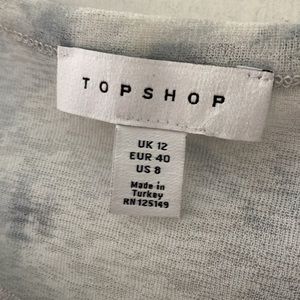 TOPSHOP
UK 12
EUR 40
US 8
Made in
Turkey
RN 125149